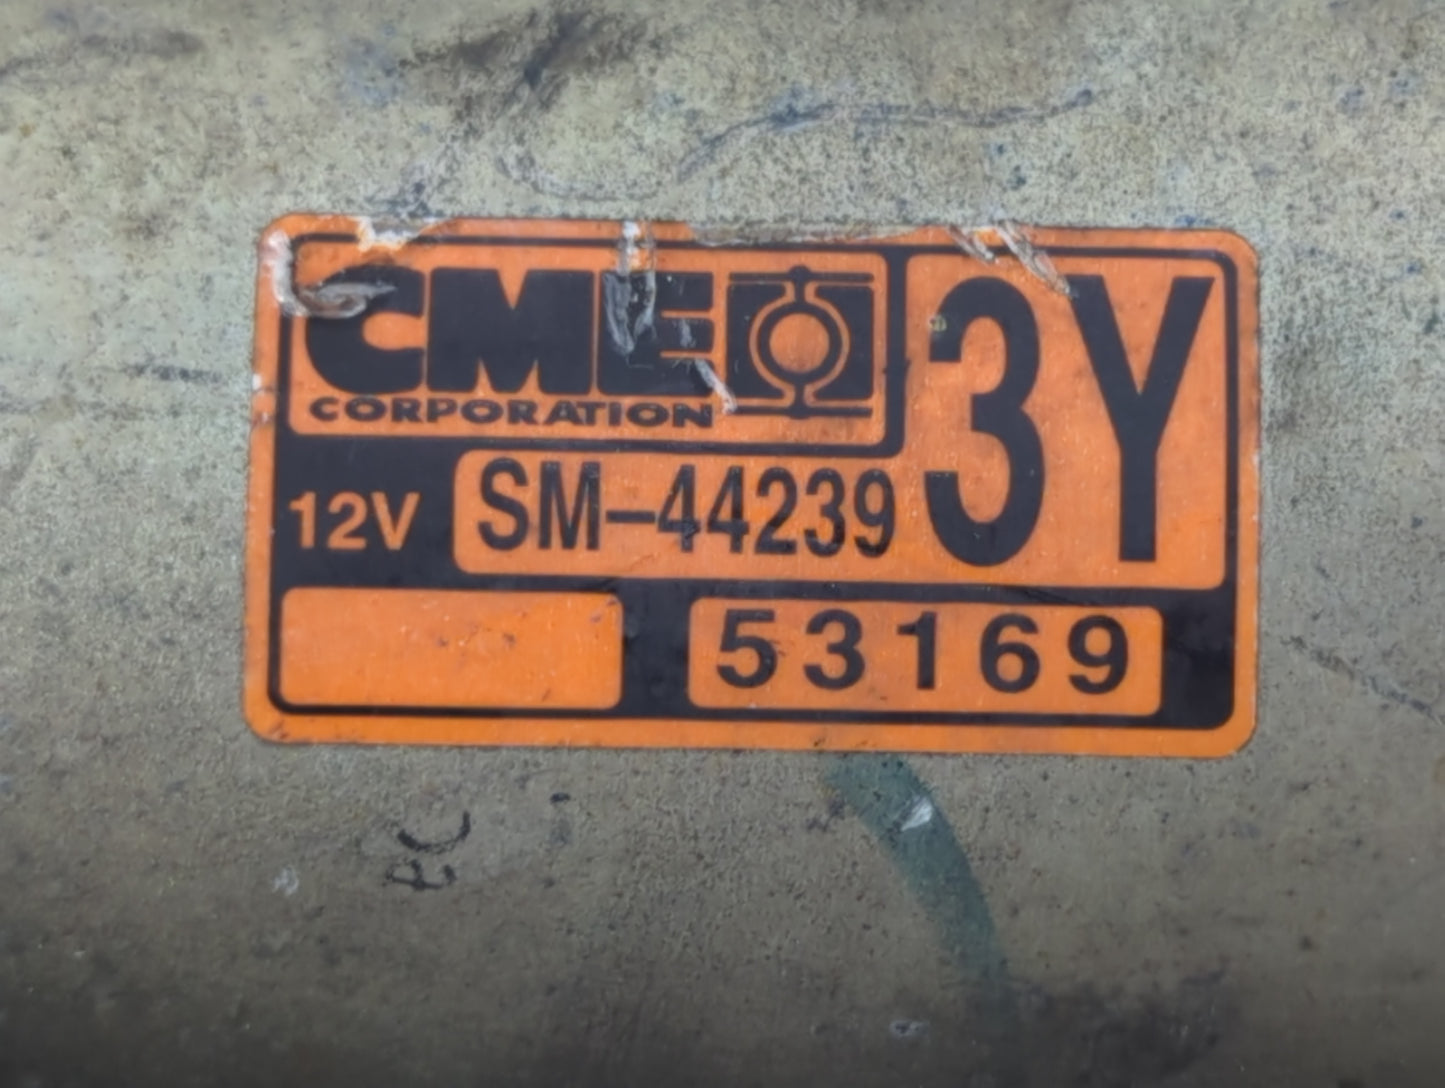 CME
CORPORATION
3Y
12V
SM-44239
53169